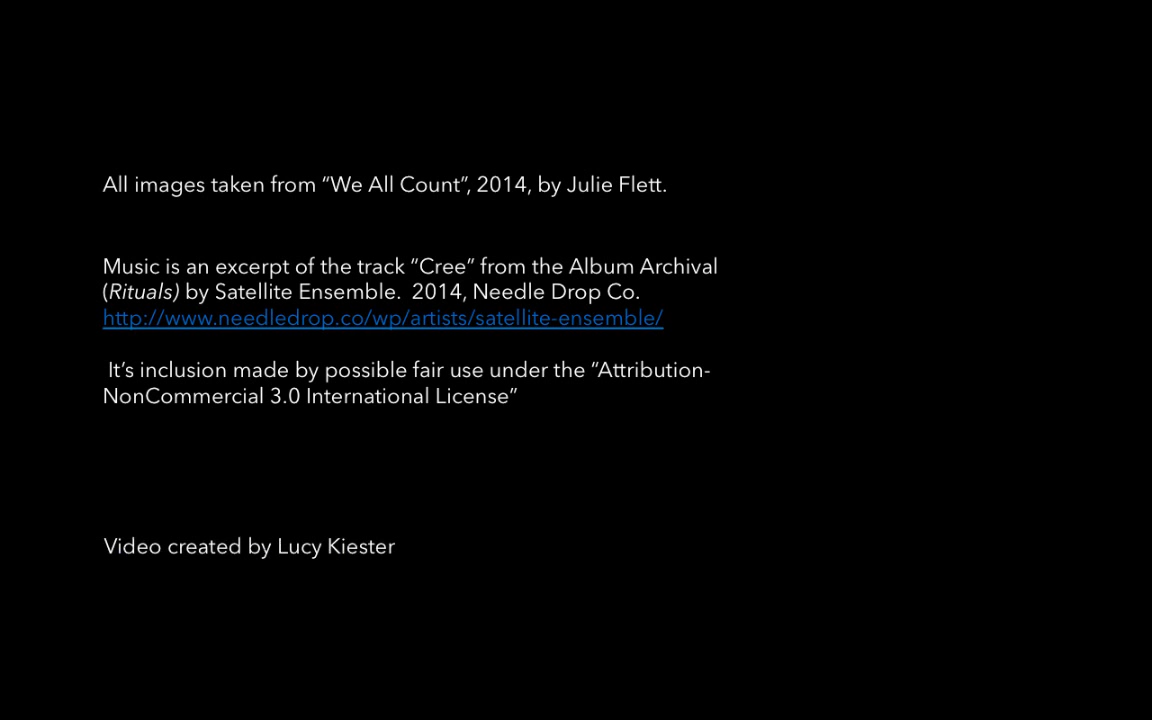 All images taken from “We All Count”, 2014, by Julie Flett.
Music is an excerpt of the track “Cree” from the Album Archival
(Rituals) by Satellite Ensemble.  2014, Needle Drop Co.
http://www.needledrop.co/wp/artists/satellite-ensemble/
It’s inclusion made by possible fair use under the “Attribution-
NonCommercial 3.0 International License”
Video created by Lucy Kiester